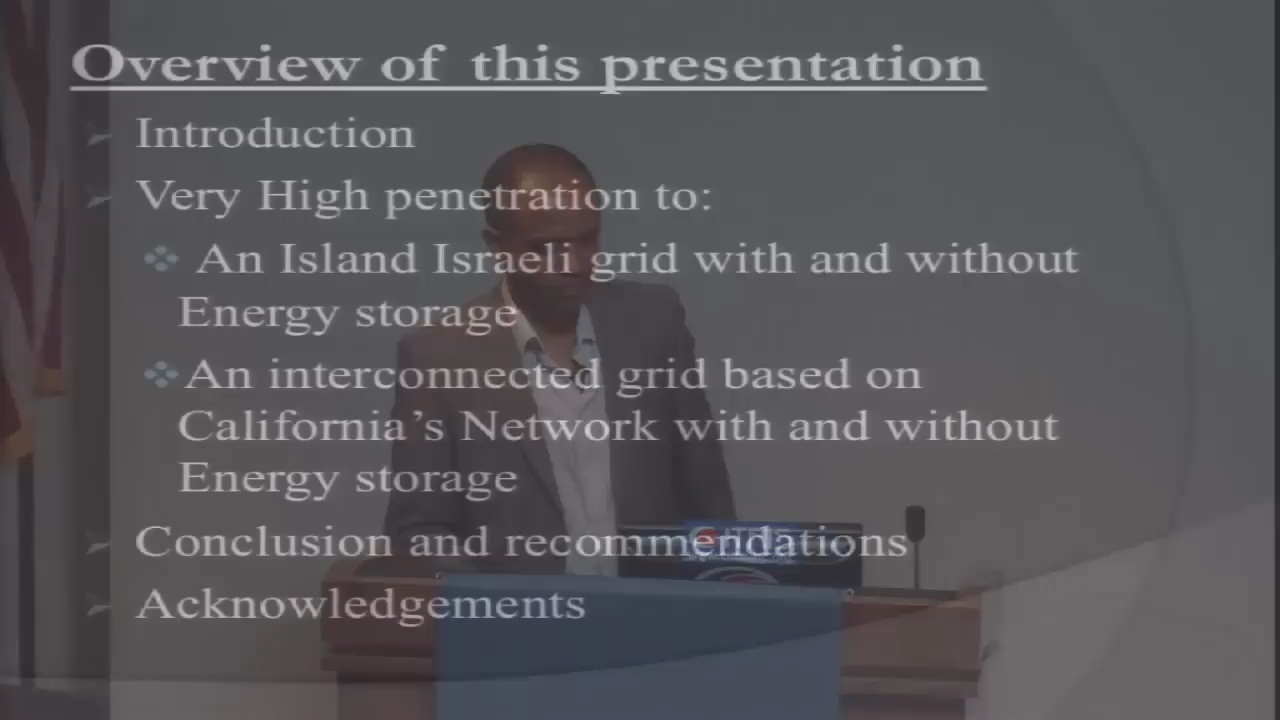 Overview of this presentation
Introduction
Very High penetration to:
An Island Israeli grid with and without
Energy storage
An interconnected grid based on
California's Network with and without
Energy storage
Conclusion and recommendations
Acknowledgements